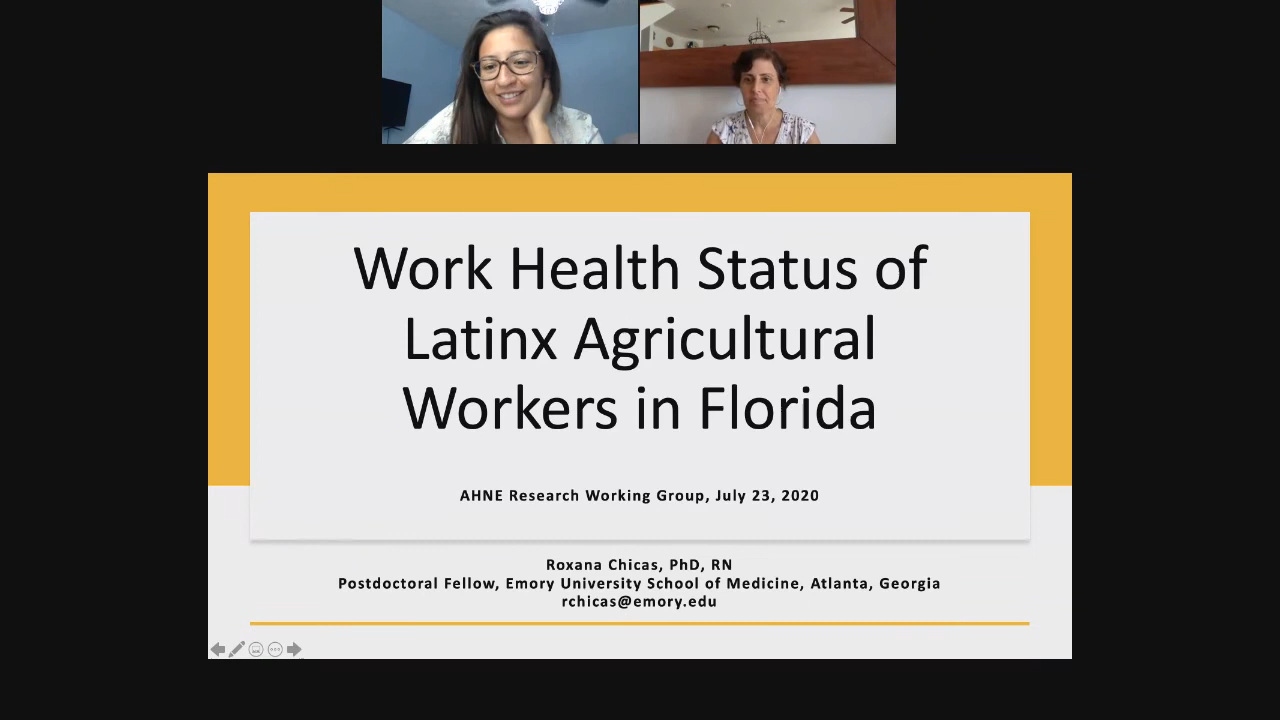 Work Health Status of
Latinx Agricultural
Workers in Florida
AHNE Research Working Group, July 23, 2020
Roxana Chicas, PhD, RN
Postdoctoral Fellow, Emory University School of Medicine, Atlanta, Georgia
rchicas@emory.edu